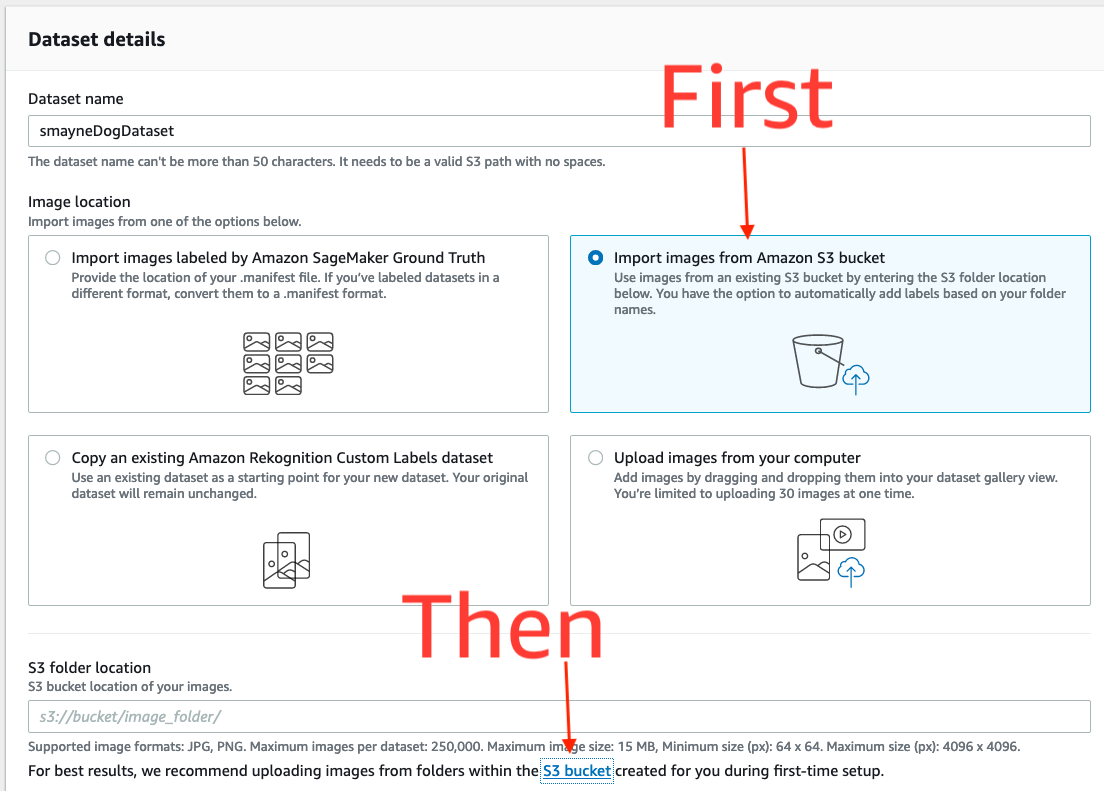 Dataset details
First
Dataset name
smayneDogDataset
The dataset name can't be more than 50 characters. It needs to be a valid S3 path with no spaces.
Image location
Import images from one of the options below.
Import images labeled by Amazon SageMaker Ground Truth
Provide the location of your .manifest file. If you've labeled datasets in a
different format, convert them to a .manifest format.
Import images from Amazon S3 bucket
Use images from an existing S3 bucket by entering the S3 folder location
below. You have the option to automatically add labels based on your folder
names.
Copy an existing Amazon Rekognition Custom Labels dataset
Use an existing dataset as a starting point for your new dataset. Your original
dataset will remain unchanged.
Upload images from your computer
Add images by dragging and dropping them into your dataset gallery view.
You're limited to uploading 30 images at one time.
Then
S3 folder location
S3 bucket location of your images.
s3://bucket/image_folder/
Supported image formats: JPG, PNG. Maximum images per dataset: 250,000. Maximum image size: 15 MB, Minimum size (px): 64 x 64. Maximum size (px): 4096 x 4096.
For best results, we recommend uploading images from folders within the S3 bucket created for you during first-time setup.